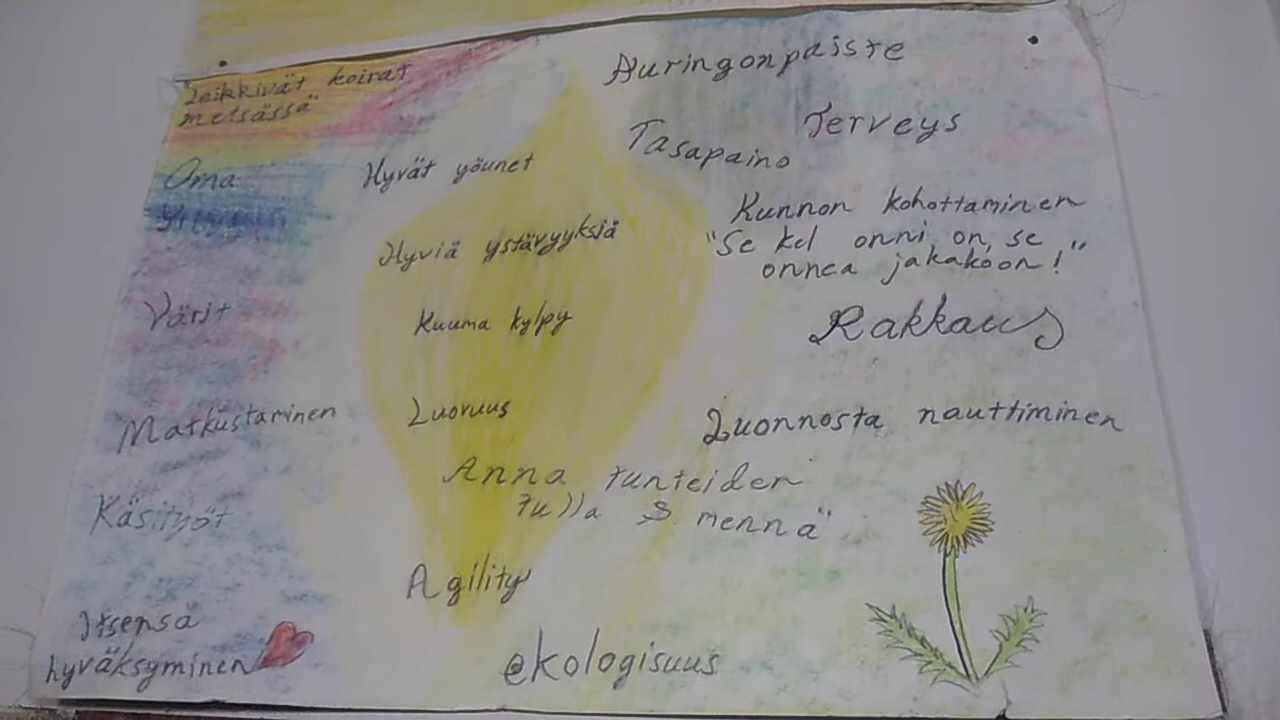 "Leikkivät koirat
metsässä"
Oma
Värit
Matkustaminen
Käsityöt
Itsensä
hyväksyminen
Hyvät yöunet
Hyviä ystävyyksiä
Kuuma kylpy
Luovuus
Anna tunteiden
tulla & mennä"
Agility
ekologisuus
Auringonpaiste
Terveys
Tasapaino
Kunnon kohottaminen
"Se kel onni on, se
onnea jakakoon!"
Rakkaus
Luonnosta nauttiminen